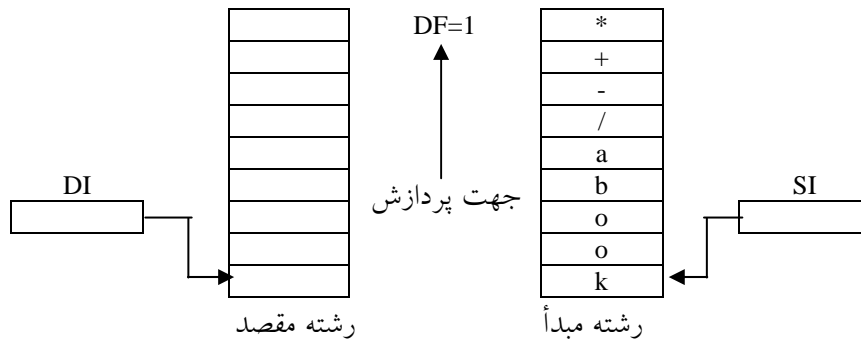 DF=1
*
+
-
/
a
b
o
o
k
DI
SI
جهت پردازش
رشته مقصد
رشته مبدأ